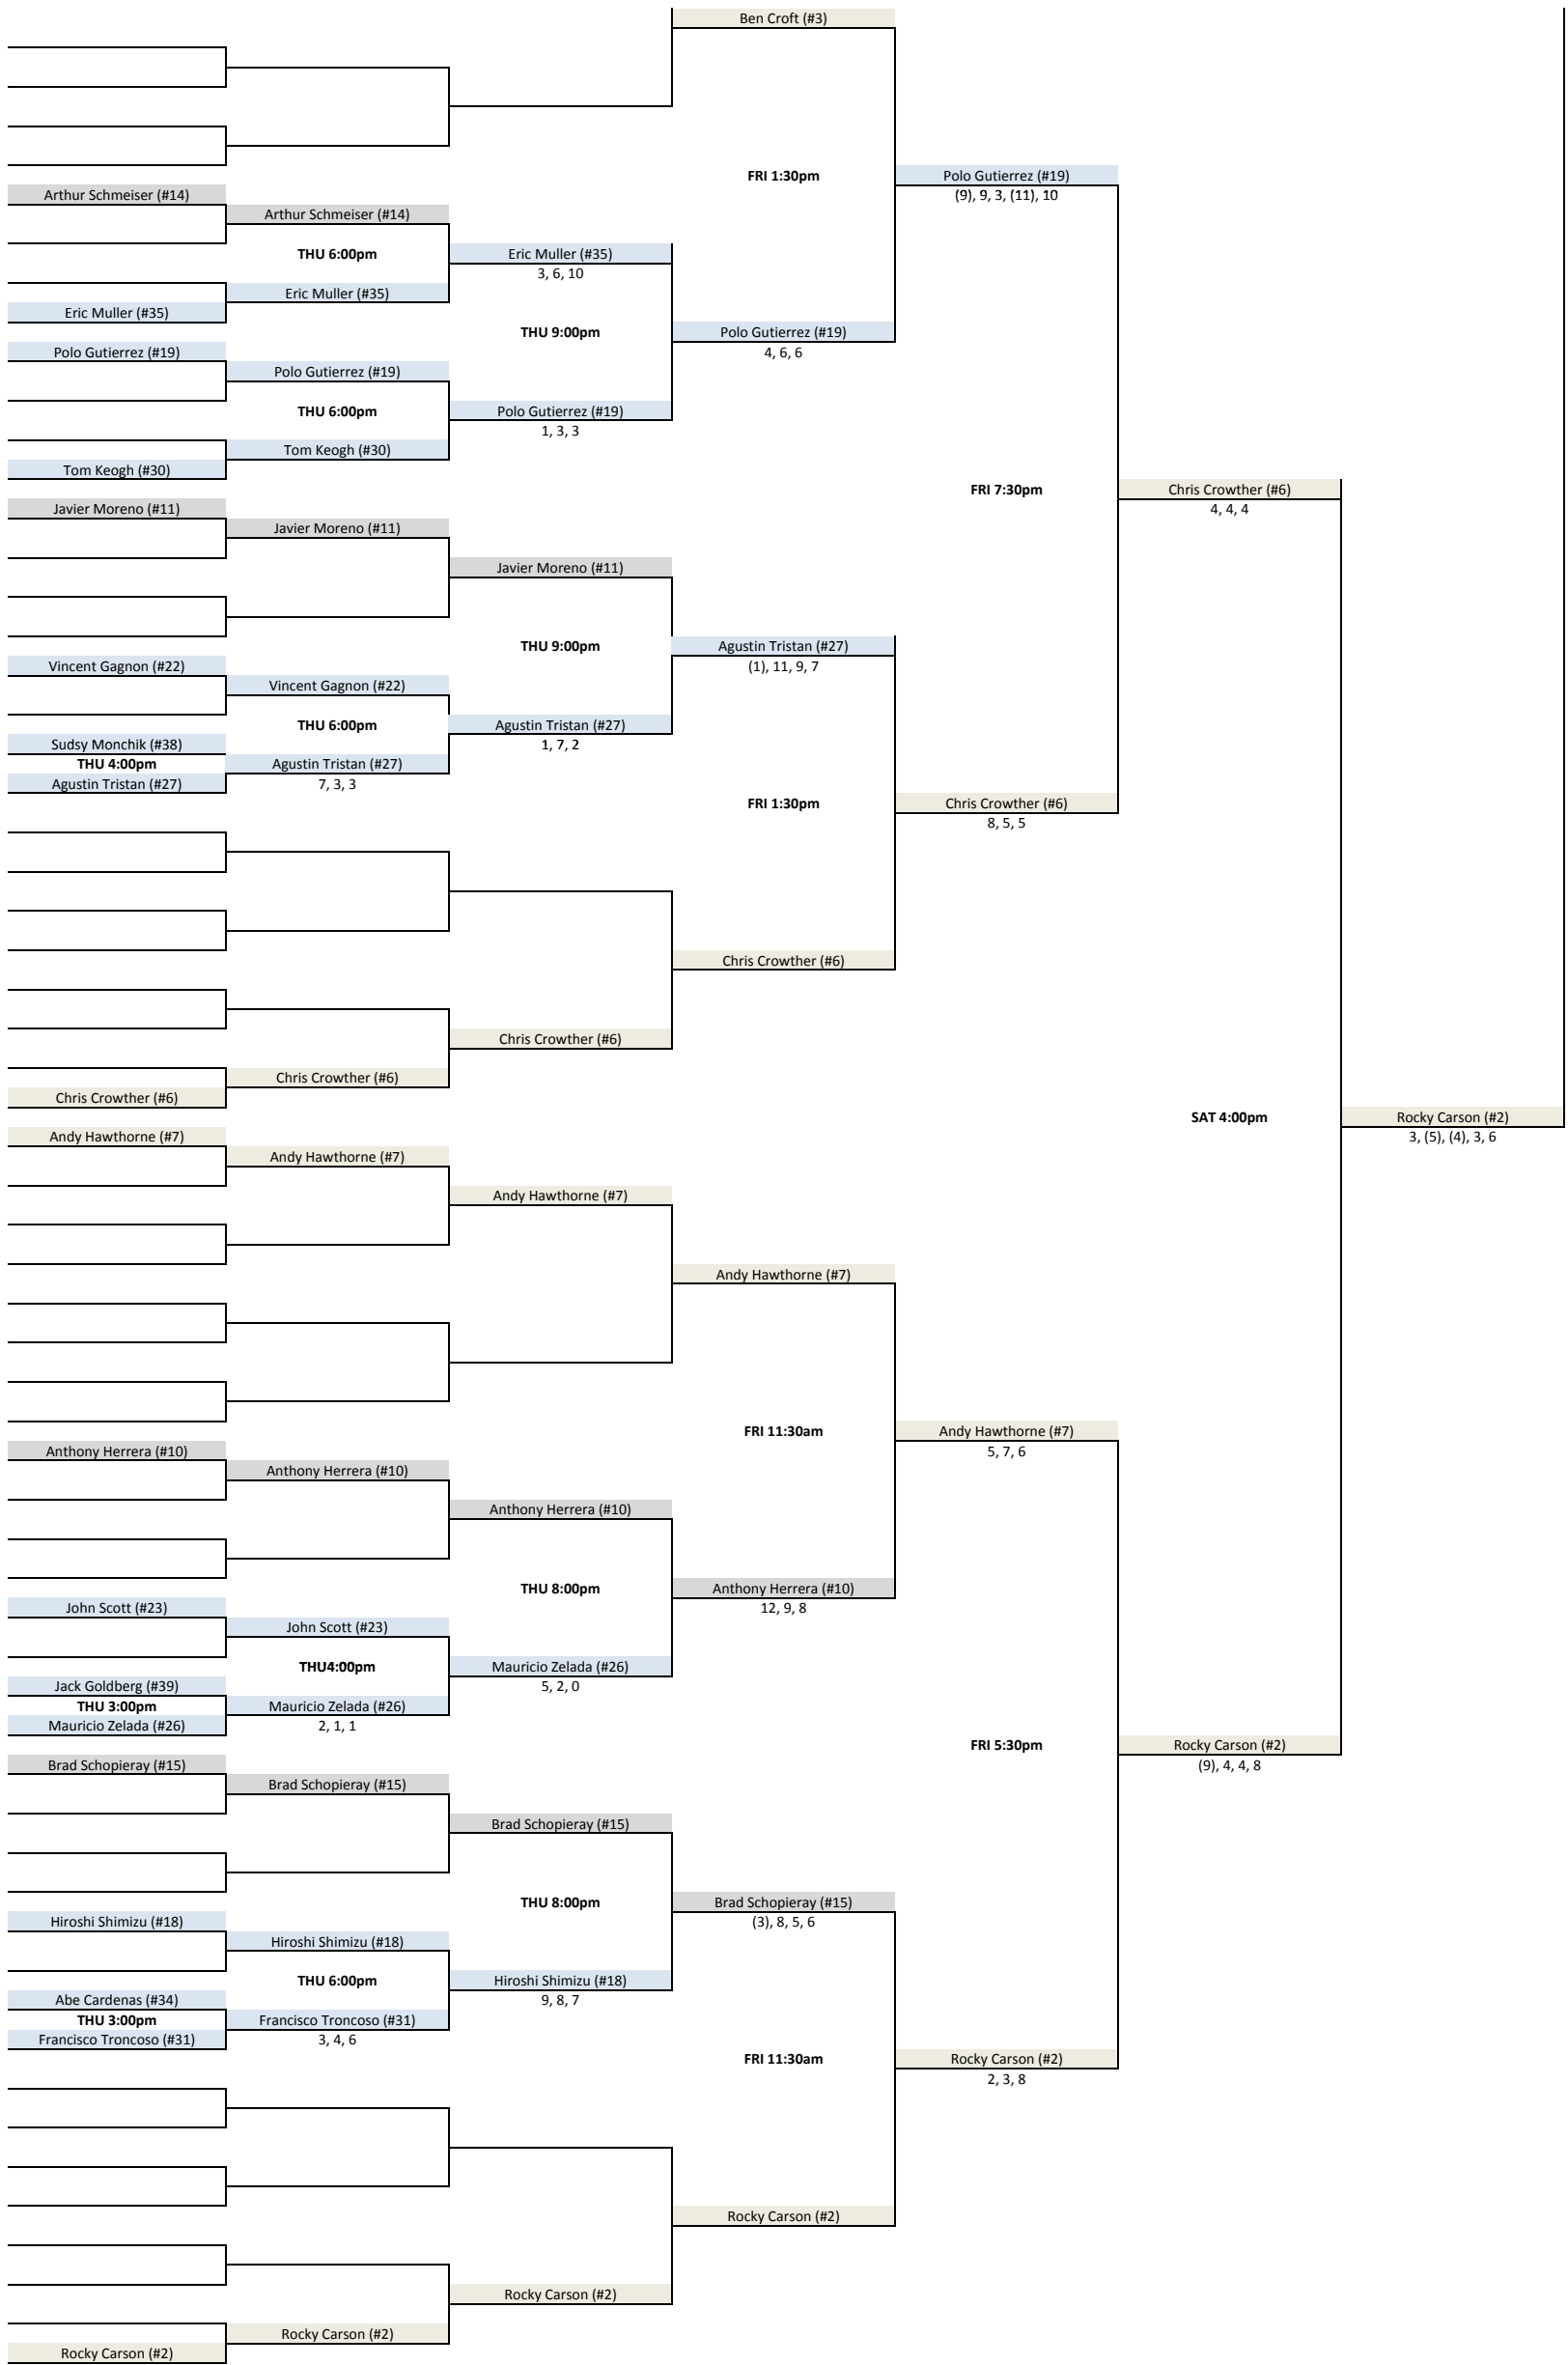 Ben Croft (#3)
FRI 1:30pm
Polo Gutierrez (#19)
(9), 9, 3, (11), 10
Arthur Schmeiser (#14)
Arthur Schmeiser (#14)
THU 6:00pm
Eric Muller (#35)
3, 6, 10
Eric Muller (#35)
Eric Muller (#35)
THU 9:00pm
Polo Gutierrez (#19)
4, 6, 6
Polo Gutierrez (#19)
Polo Gutierrez (#19)
THU 6:00pm
Polo Gutierrez (#19)
1, 3, 3
Tom Keogh (#30)
Tom Keogh (#30)
FRI 7:30pm
Chris Crowther (#6)
4, 4, 4
Javier Moreno (#11)
Javier Moreno (#11)
Javier Moreno (#11)
THU 9:00pm
Agustin Tristan (#27)
(1), 11, 9, 7
Vincent Gagnon (#22)
Vincent Gagnon (#22)
THU 6:00pm
Agustin Tristan (#27)
1, 7, 2
Sudsy Monchik (#38)
THU 4:00pm
Agustin Tristan (#27)
Agustin Tristan (#27)
7, 3, 3
FRI 1:30pm
Chris Crowther (#6)
8, 5, 5
Chris Crowther (#6)
Chris Crowther (#6)
Chris Crowther (#6)
Chris Crowther (#6)
SAT 4:00pm
Rocky Carson (#2)
3, (5), (4), 3, 6
Andy Hawthorne (#7)
Andy Hawthorne (#7)
Andy Hawthorne (#7)
Andy Hawthorne (#7)
FRI 11:30am
Andy Hawthorne (#7)
5, 7, 6
Anthony Herrera (#10)
Anthony Herrera (#10)
Anthony Herrera (#10)
THU 8:00pm
Anthony Herrera (#10)
12, 9, 8
John Scott (#23)
John Scott (#23)
THU4:00pm
Mauricio Zelada (#26)
5, 2, 0
Jack Goldberg (#39)
THU 3:00pm
Mauricio Zelada (#26)
Mauricio Zelada (#26)
2, 1, 1
FRI 5:30pm
Rocky Carson (#2)
(9), 4, 4, 8
Brad Schopieray (#15)
Brad Schopieray (#15)
Brad Schopieray (#15)
THU 8:00pm
Brad Schopieray (#15)
(3), 8, 5, 6
Hiroshi Shimizu (#18)
Hiroshi Shimizu (#18)
THU 6:00pm
Hiroshi Shimizu (#18)
9, 8, 7
Abe Cardenas (#34)
THU 3:00pm
Francisco Troncoso (#31)
Francisco Troncoso (#31)
3, 4, 6
FRI 11:30am
Rocky Carson (#2)
2, 3, 8
Rocky Carson (#2)
Rocky Carson (#2)
Rocky Carson (#2)
Rocky Carson (#2)